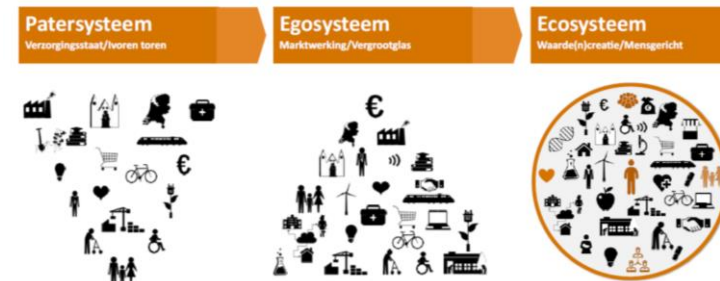 Patersysteem
Verzorgingsstaat/Ivoren toren
Egosysteem
Marktwerking/Vergrootglas
Ecosysteem
Waarde(n)creatie/Mensgericht
€
€
€